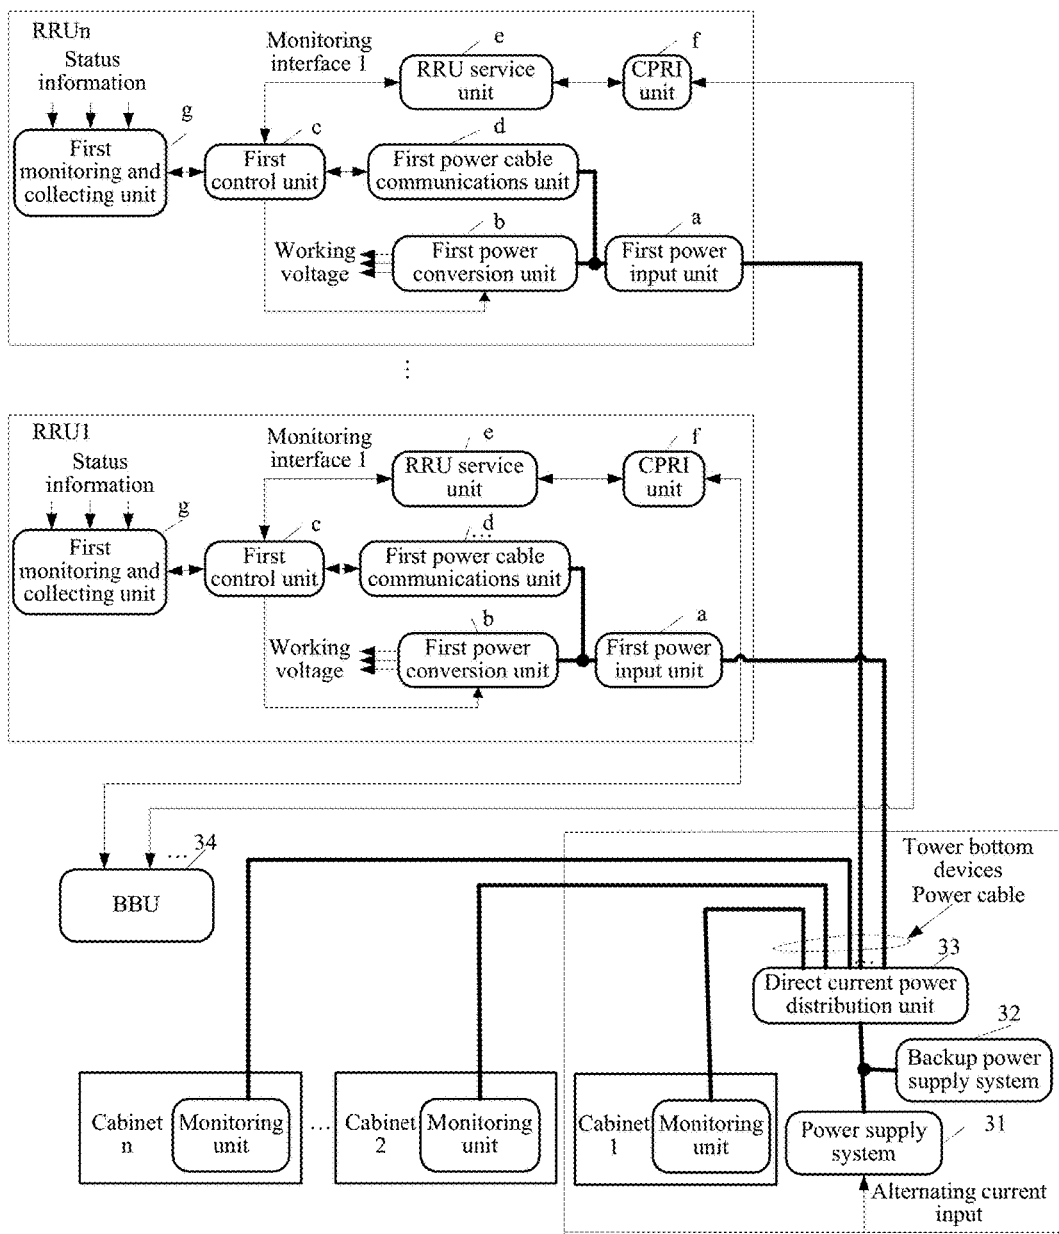 RRUn
Status
information
Monitoring
interface 1
e
RRU service
unit
f
CPRI
unit
g
First
monitoring and
collecting unit
c
First
control unit
d
First power cable
communications unit
Working
voltage
b
First power
conversion unit
a
First power
input unit
...
RRU1
Status
information
Monitoring
interface 1
e
RRU service
unit
f
CPRI
unit
g
First
monitoring and
collecting unit
c
First
control unit
d
...
First power cable
communications unit
Working
voltage
b
First power
conversion unit
a
First power
input unit
...
34
BBU
Tower bottom
devices
Power cable
...
33
Direct current power
distribution unit
32
Backup power
supply system
31
Power supply
system
Alternating current
input
Cabinet
n
Monitoring
unit
...
Cabinet
2
Monitoring
unit
Cabinet
1
Monitoring
unit